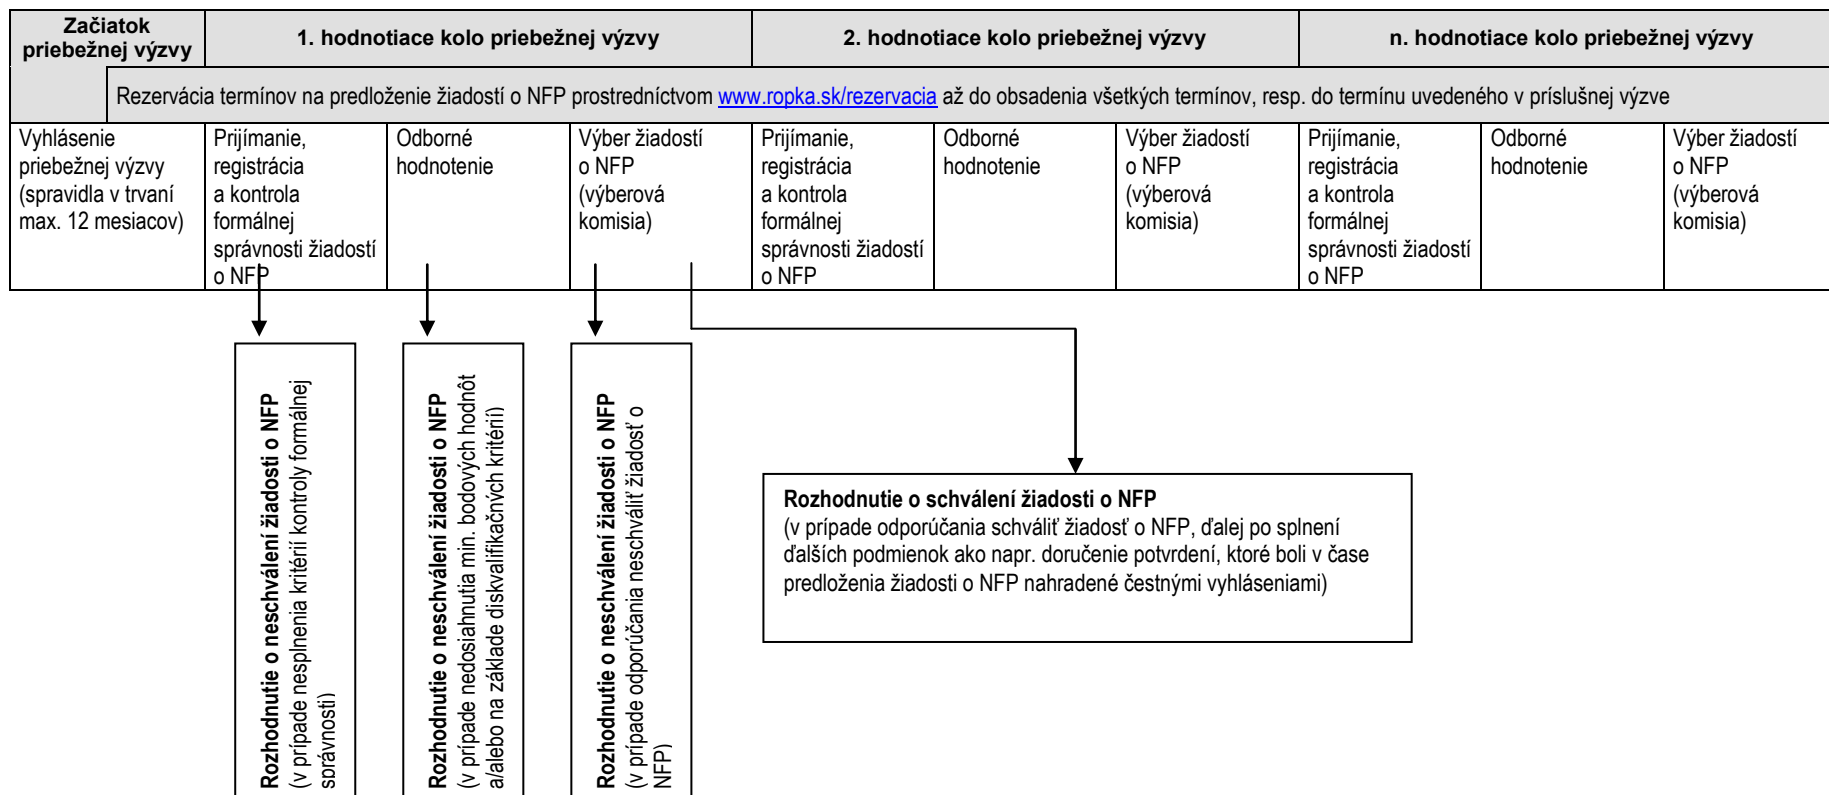 Začiatok
priebežnej výzvy
1. hodnotiace kolo priebežnej výzvy
2. hodnotiace kolo priebežnej výzvy
n. hodnotiace kolo priebežnej výzvy
Rezervácia termínov na predloženie žiadostí o NFP prostredníctvom www.ropka.sk/rezervacia až do obsadenia všetkých termínov, resp. do termínu uvedeného v príslušnej výzve
Vyhlásenie
priebežnej výzvy
(spravidla v trvaní
max. 12 mesiacov)
Prijímanie,
registrácia
a kontrola
formálnej
správnosti žiadostí
o NFP
Odborné
hodnotenie
Výber žiadostí
o NFP
(výberová
komisia)
Prijímanie,
registrácia
a kontrola
formálnej
správnosti žiadostí
o NFP
Odborné
hodnotenie
Výber žiadostí
o NFP
(výberová
komisia)
Prijímanie,
registrácia
a kontrola
formálnej
správnosti žiadostí
o NFP
Odborné
hodnotenie
Výber žiadostí
o NFP
(výberová
komisia)
Rozhodnutie o neschválení žiadosti o NFP
(v prípade nesplnenia kritérií kontroly formálnej
správnosti)
Rozhodnutie o neschválení žiadosti o NFP
(v prípade nedosiahnutia min. bodových hodnôt
a/alebo na základe diskvalifikačných kritérií)
Rozhodnutie o neschválení žiadosti o NFP
(v prípade odporúčania neschváliť žiadosť o
NFP)
Rozhodnutie o schválení žiadosti o NFP
(v prípade odporúčania schváliť žiadosť o NFP, ďalej po splnení
ďalších podmienok ako napr. doručenie potvrdení, ktoré boli v čase
predloženia žiadosti o NFP nahradené čestnými vyhláseniami)